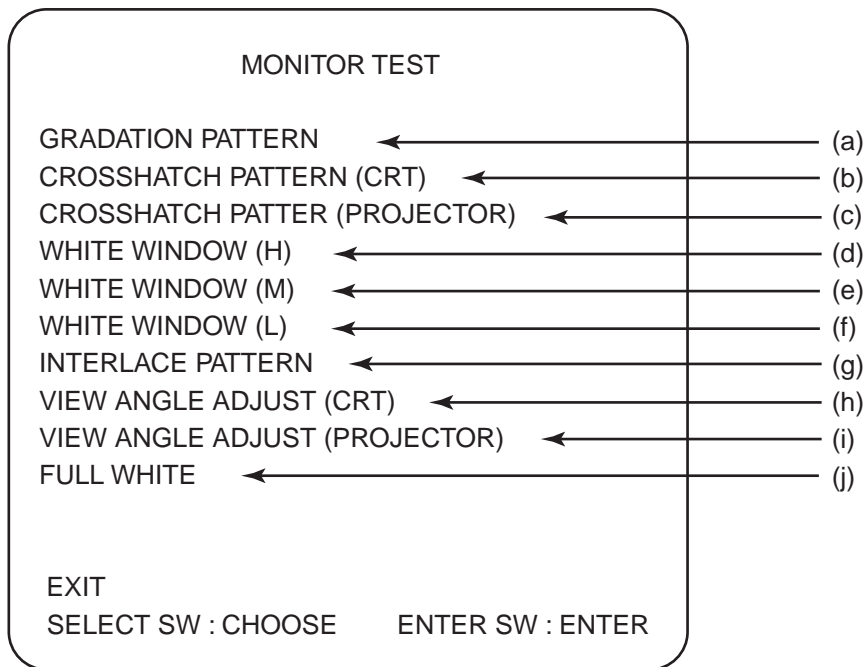 MONITOR TEST
GRADATION PATTERN (a)
CROSSHATCH PATTERN (CRT) (b)
CROSSHATCH PATTER (PROJECTOR) (c)
WHITE WINDOW (H) (d)
WHITE WINDOW (M) (e)
WHITE WINDOW (L) (f)
INTERLACE PATTERN (g)
VIEW ANGLE ADJUST (CRT) (h)
VIEW ANGLE ADJUST (PROJECTOR) (i)
FULL WHITE (j)
EXIT
SELECT SW : CHOOSE ENTER SW : ENTER